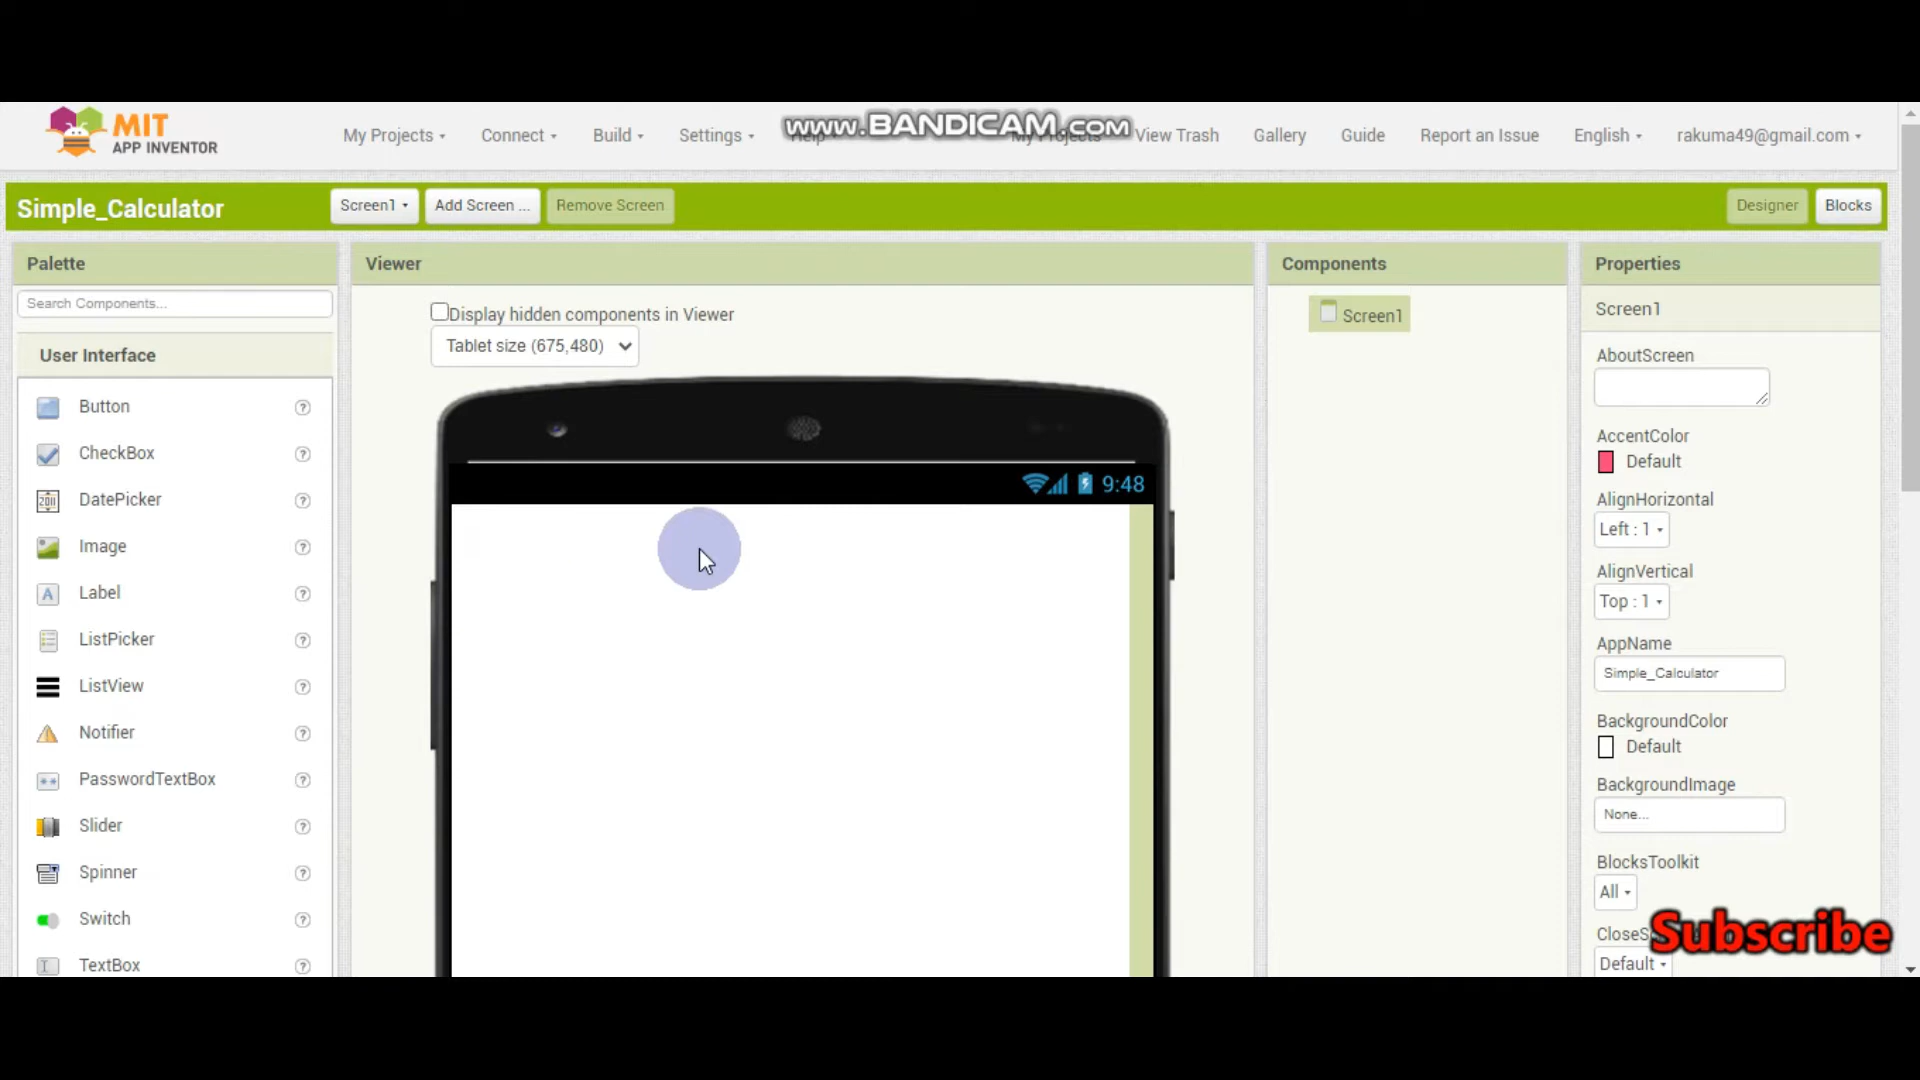 MIT
APP INVENTOR
My Projects
Connect
Build
Settings
Help
www.BANDICAM.com
My Projects
View Trash
Gallery
Guide
Report an Issue
English
rakuma49@gmail.com
Simple_Calculator
Screen1
Add Screen ...
Remove Screen
Designer
Blocks
Palette
Search Components...
User Interface
Button
?
CheckBox
?
2011
DatePicker
?
Image
?
A
Label
?
ListPicker
?
ListView
?
Notifier
?
PasswordTextBox
?
Slider
?
Spinner
?
Switch
?
TextBox
?
Viewer
Display hidden components in Viewer
Tablet size (675,480)
9:48
Components
Screen1
Properties
Screen1
AboutScreen
AccentColor
Default
AlignHorizontal
Left : 1
AlignVertical
Top : 1
AppName
Simple_Calculator
BackgroundColor
Default
BackgroundImage
None...
BlocksToolkit
All
Default
Subscribe